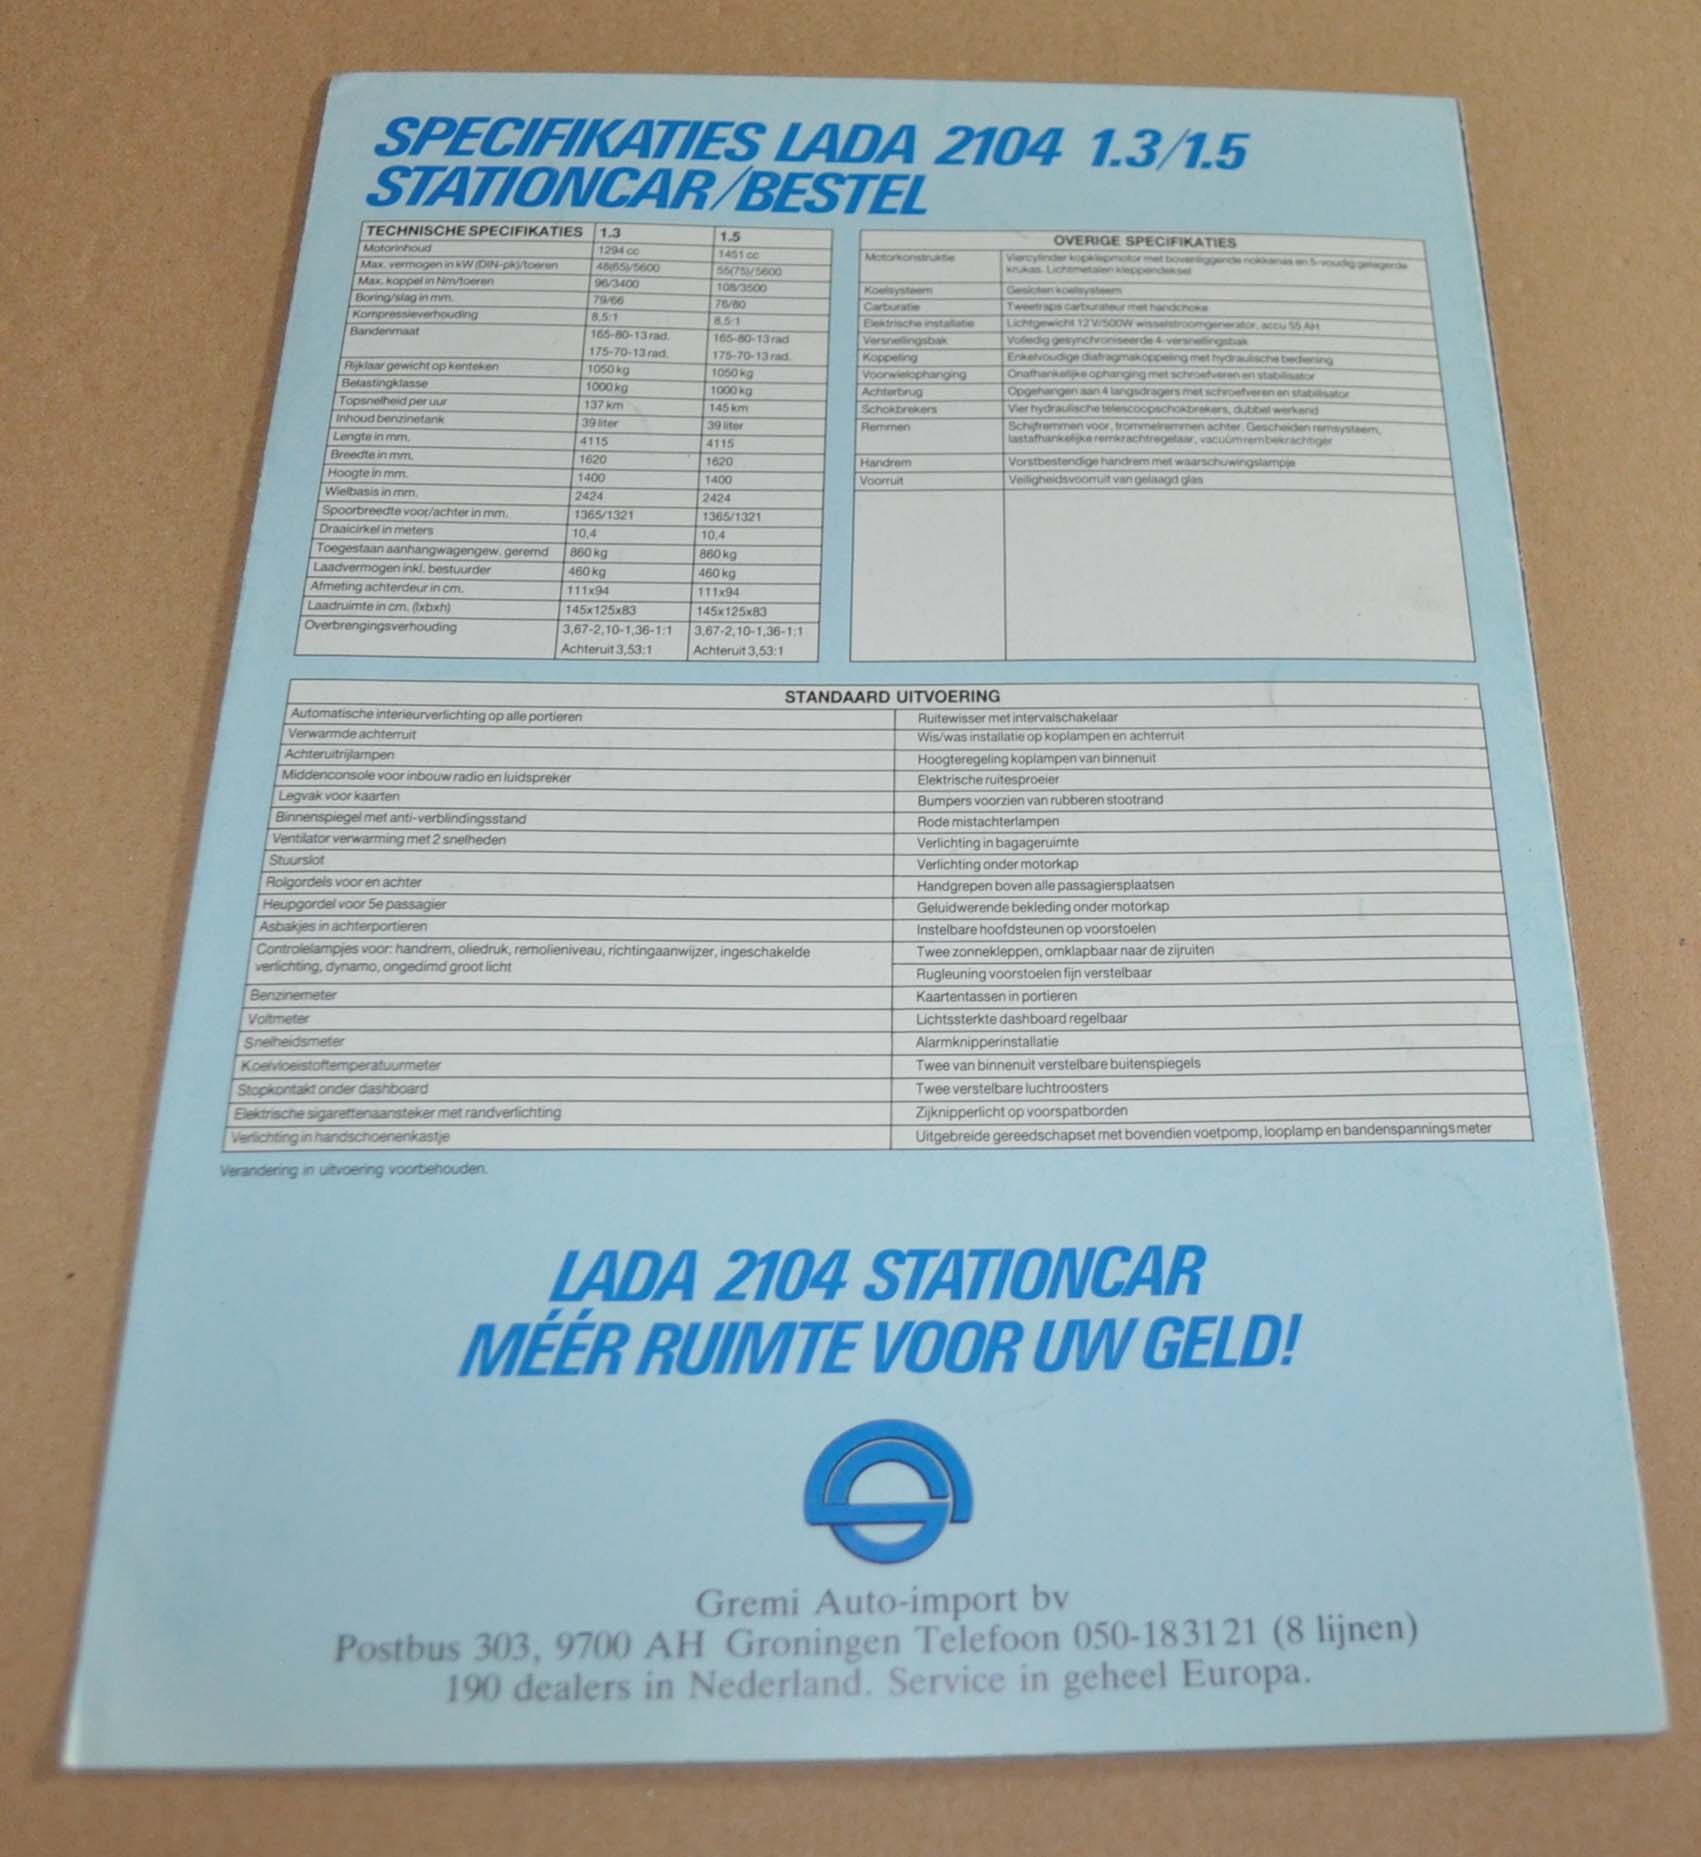 SPECIFIKATIES LADA 2104 1.3/1.5
STATIONCAR/BESTEL
TECHNISCHE SPECIFIKATIES 1.3 1.5
Motorinhoud 1294 cc 1451 cc
Max. vermogen in kW (DIN-pk)/toeren 48(65)/5600 55(75)/5600
Max. koppel in Nm/toeren 96/3400 108/3500
Boring/slag in mm. 79/66 76/80
Kompressieverhouding 8,5:1 8,5:1
Bandenmaat 165-80-13 rad. 165-80-13 rad
175-70-13 rad. 175-70-13 rad.
Rijklaar gewicht op kenteken 1050 kg 1050 kg
Belastingklasse 1000 kg 1000 kg
Topsnelheid per uur 137 km 145 km
Inhoud benzinetank 39 liter 39 liter
Lengte in mm. 4115 4115
Breedte in mm. 1620 1620
Hoogte in mm. 1400 1400
Wielbasis in mm. 2424 2424
Spoorbreedte voor/achter in mm. 1365/1321 1365/1321
Draaicirkel in meters 10,4 10,4
Toegestaan aanhangwagengew. geremd 860 kg 860 kg
Laadvermogen inkl. bestuurder 460 kg 460 kg
Afmeting achterdeur in cm. 111x94 111x94
Laadruimte in cm. (lxbxh) 145x125x83 145x125x83
Overbrengingsverhouding 3,67-2,10-1,36-1:1 3,67-2,10-1,36-1:1
Achteruit 3,53:1 Achteruit 3,53:1
OVERIGE SPECIFIKATIES
Motorkonstruktie Viercylinder kopklepmotor met bovenliggende nokkenas en 5-voudig gelagerde
krukas. Lichtmetalen kleppendeksel
Koelsysteem Gesloten koelsysteem
Carburatie Tweetraps carburateur met handchoke
Elektrische installatie Lichtgewicht 12 V/500W wisselstroomgenerator, accu 55 AH
Versnellingsbak Volledig gesynchroniseerde 4-versnellingsbak
Koppeling Enkelvoudige diafragmakoppeling met hydraulische bediening
Voorwielophanging Onafhankelijke ophanging met schroefveren en stabilisator
Achterbrug Opgehangen aan 4 langsdragers met schroefveren en stabilisator
Schokbrekers Vier hydraulische telescoopschokbrekers, dubbel werkend
Remmen Schijfremmen voor, trommelremmen achter. Gescheiden remsysteem,
lastafhankelijke remkrachtregelaar, vacuümrembekrachtiger
Handrem Vorstbestendige handrem met waarschuwingslampje
Voorruit Veiligheidsvoorruit van gelaagd glas
STANDAARD UITVOERING
Automatische interieurverlichting op alle portieren Ruitewisser met intervalschakelaar
Verwarmde achterruit Wis/was installatie op koplampen en achterruit
Achteruitrijlampen Hoogteregeling koplampen van binnenuit
Middenconsole voor inbouw radio en luidspreker Elektrische ruitesproeier
Legvak voor kaarten Bumpers voorzien van rubberen stootrand
Binnenspiegel met anti-verblindingsstand Rode mistachterlampen
Ventilator verwarming met 2 snelheden Verlichting in bagageruimte
Stuurslot Verlichting onder motorkap
Rolgordels voor en achter Handgrepen boven alle passagiersplaatsen
Heupgordel voor 5e passagier Geluidwerende bekleding onder motorkap
Asbakjes in achterportieren Instelbare hoofdsteunen op voorstoelen
Controlelampjes voor: handrem, oliedruk, remolieniveau, richtingaanwijzer, ingeschakelde Twee zonnekleppen, omklapbaar naar de zijruiten
verlichting, dynamo, ongedimd groot licht Rugleuning voorstoelen fijn verstelbaar
Benzinemeter Kaartentassen in portieren
Voltmeter Lichtssterkte dashboard regelbaar
Snelheidsmeter Alarmknipperinstallatie
Koelvloeistoftemperatuurmeter Twee van binnenuit verstelbare buitenspiegels
Stopkontakt onder dashboard Twee verstelbare luchtroosters
Elektrische sigarettenaansteker met randverlichting Zijknipperlicht op voorspatborden
Verlichting in handschoenenkastje Uitgebreide gereedschapset met bovendien voetpomp, looplamp en bandenspanningsmeter
Verandering in uitvoering voorbehouden.
LADA 2104 STATIONCAR
MÉÉR RUIMTE VOOR UW GELD!
Gremi Auto-import bv
Postbus 303, 9700 AH Groningen Telefoon 050-183121 (8 lijnen)
190 dealers in Nederland. Service in geheel Europa.